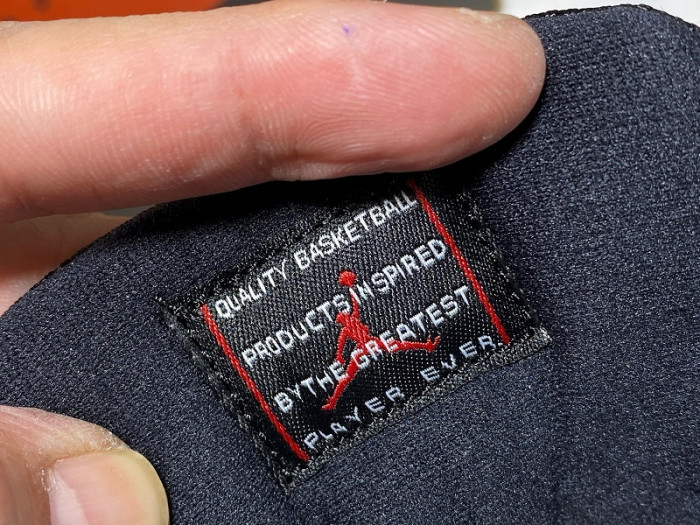 QUALITY BASKETBALL
PRODUCTS INSPIRED
BY THE GREATEST
PLAYER EVER.